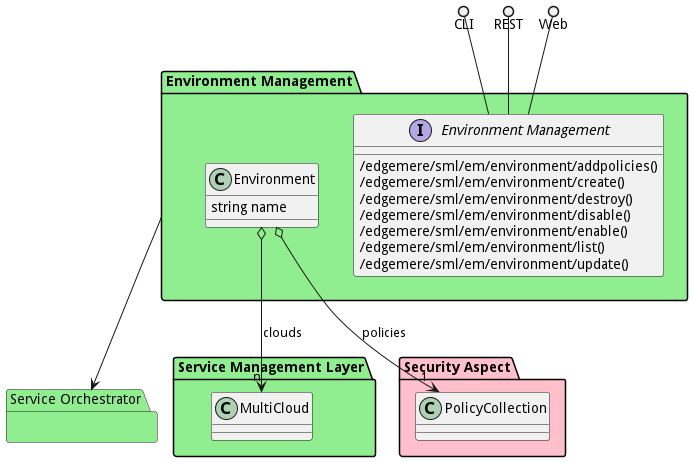 CLI
REST
Web
Environment Management
I
Environment Management
/edgemere/sml/em/environment/addpolicies()
/edgemere/sml/em/environment/create()
/edgemere/sml/em/environment/destroy()
/edgemere/sml/em/environment/disable()
/edgemere/sml/em/environment/enable()
/edgemere/sml/em/environment/list()
/edgemere/sml/em/environment/update()
C
Environment
string name
clouds
policies
n
1
Service Orchestrator
Service Management Layer
C
MultiCloud
Security Aspect
C
PolicyCollection